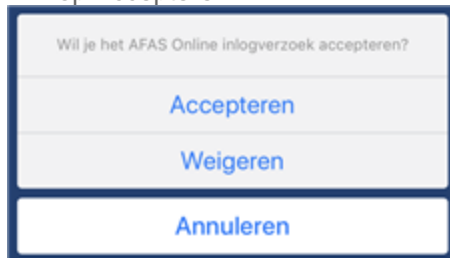 Wil je het AFAS Online inlogverzoek accepteren?
Accepteren
Weigeren
Annuleren